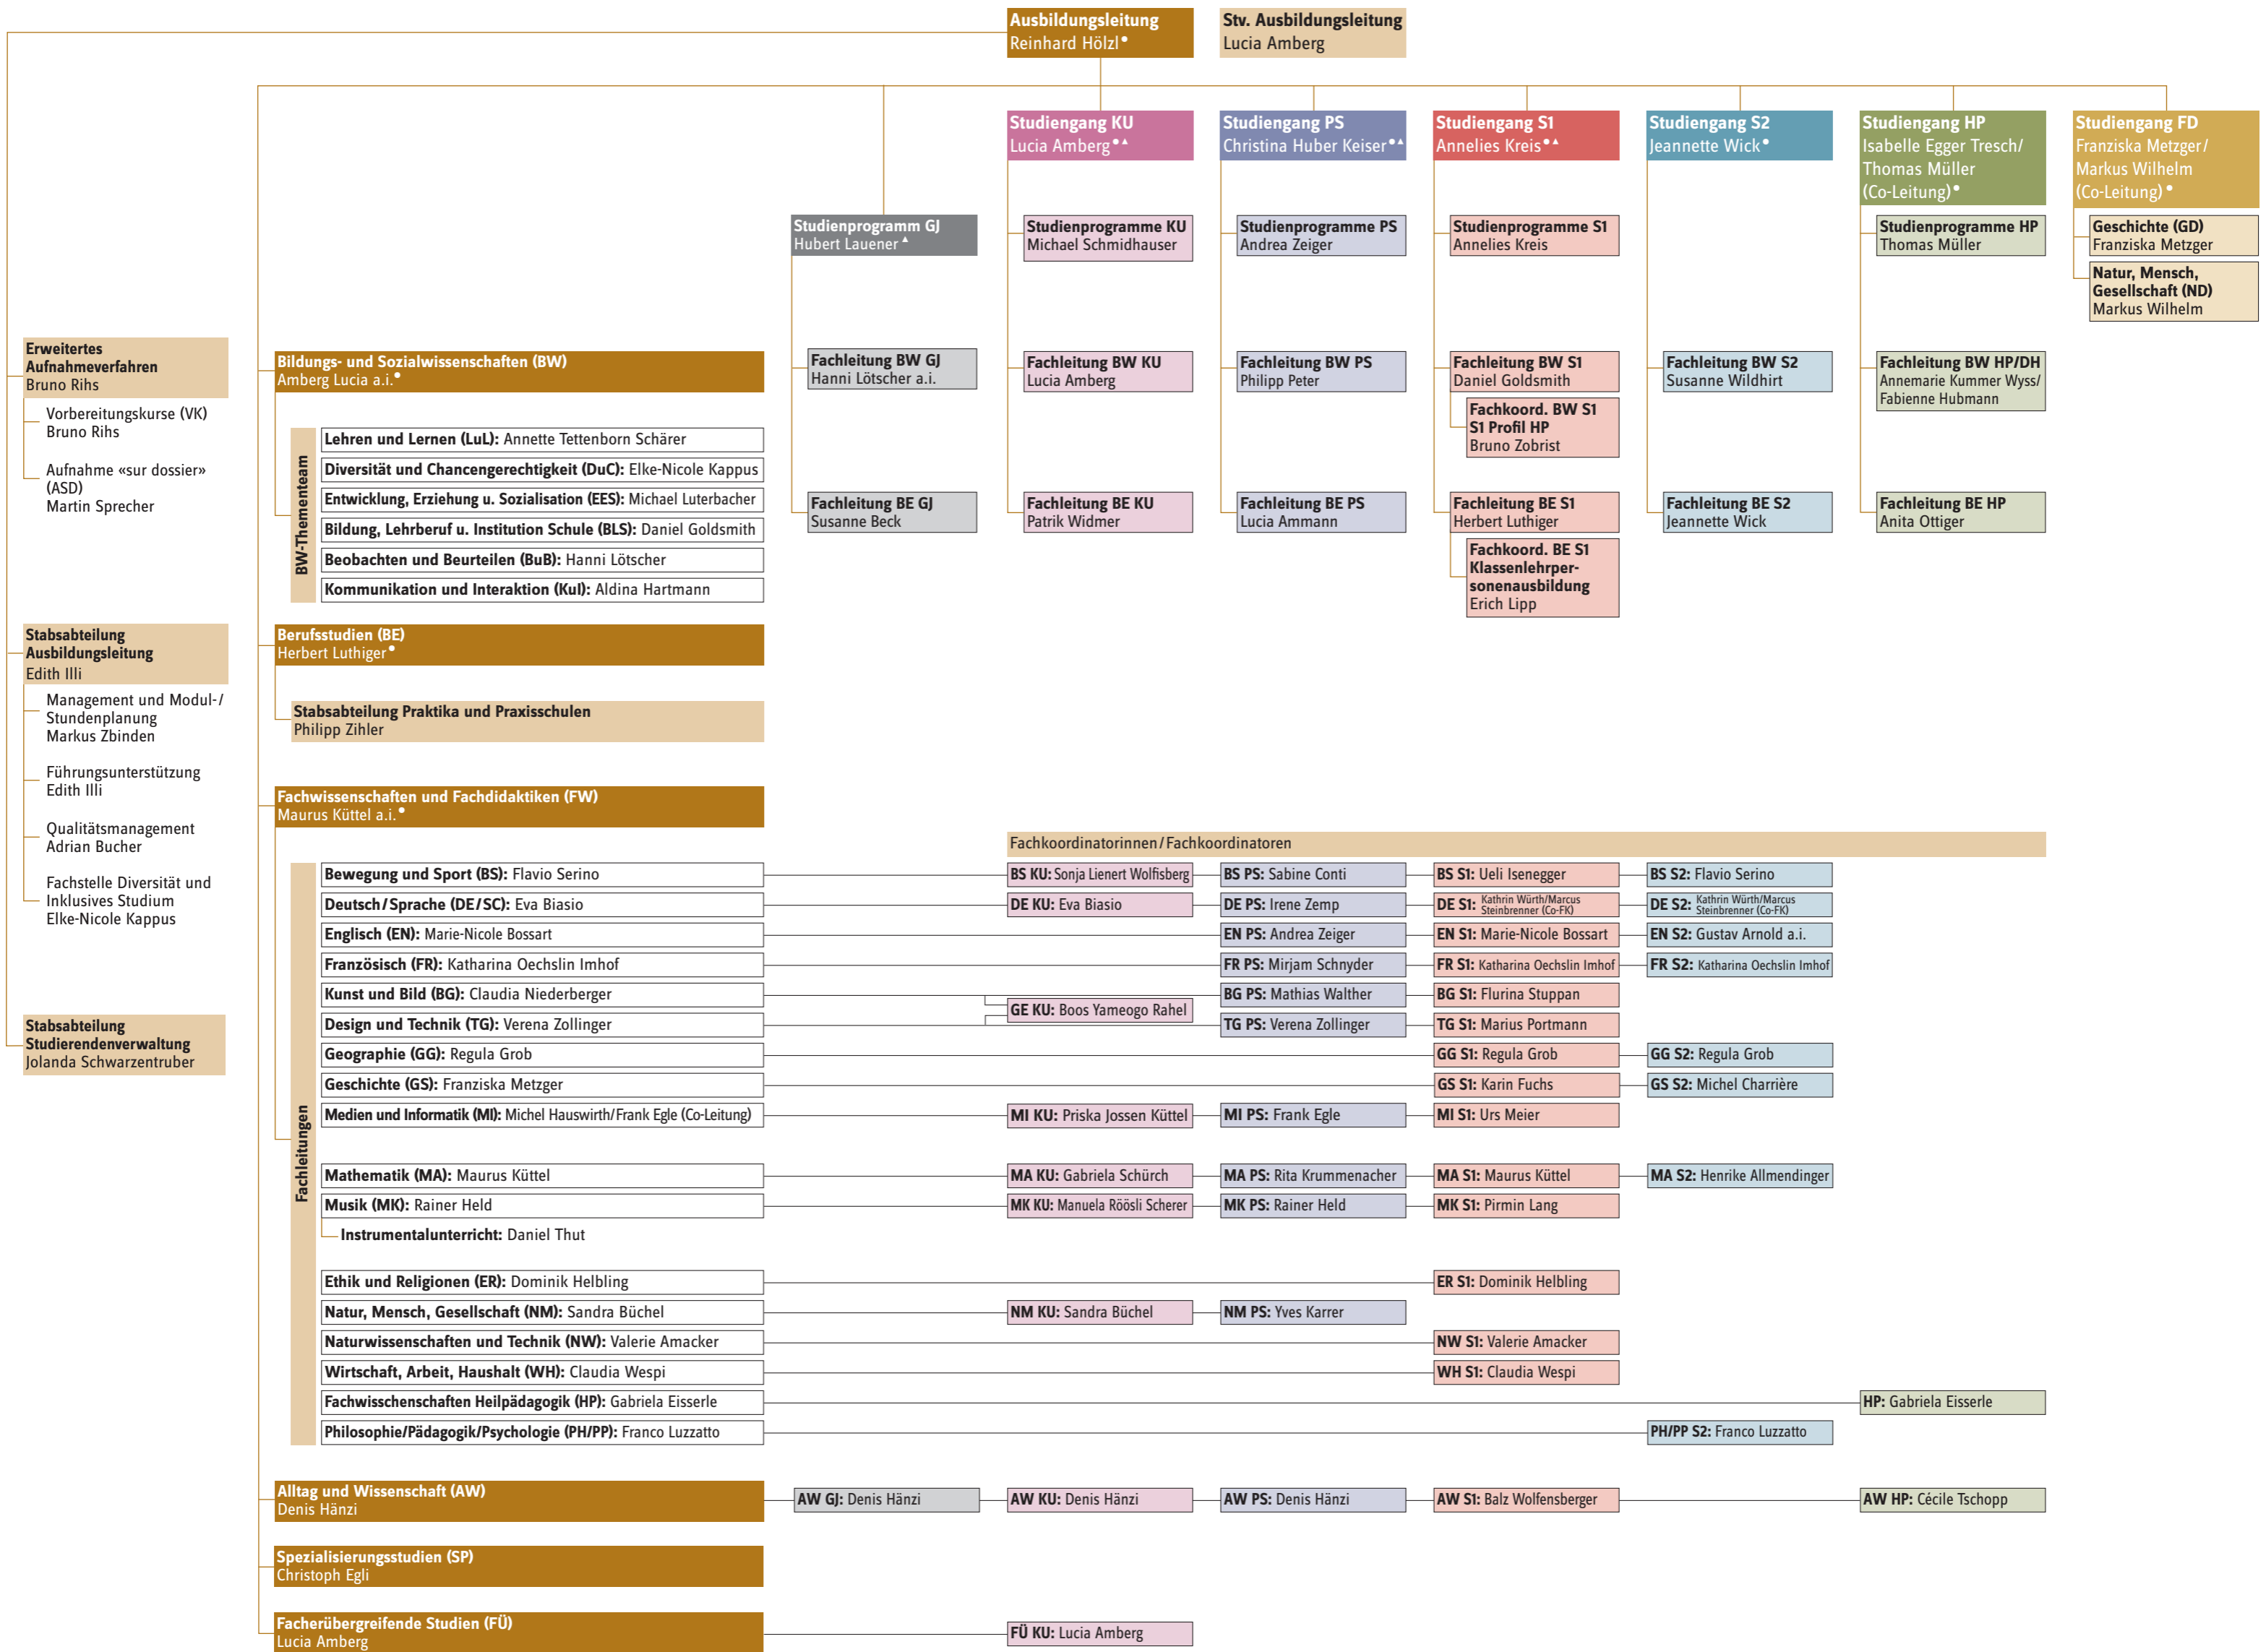 Ausbildungsleitung
Reinhard Hölzl●
Stv. Ausbildungsleitung
Lucia Amberg
Studiengang KU
Lucia Amberg●▲
Studiengang PS
Christina Huber Keiser●▲
Studiengang S1
Annelies Kreis●▲
Studiengang S2
Jeannette Wick●
Studiengang HP
Isabelle Egger Tresch/
Thomas Müller
(Co-Leitung)●
Studiengang FD
Franziska Metzger/
Markus Wilhelm
(Co-Leitung)●
Studienprogramm GJ
Hubert Lauener▲
Studienprogramme KU
Michael Schmidhauser
Studienprogramme PS
Andrea Zeiger
Studienprogramme S1
Annelies Kreis
Studienprogramme HP
Thomas Müller
Geschichte (GD)
Franziska Metzger
Natur, Mensch,
Gesellschaft (ND)
Markus Wilhelm
Erweitertes
Aufnahmeverfahren
Bruno Rihs
Vorbereitungskurse (VK)
Bruno Rihs
Aufnahme «sur dossier»
(ASD)
Martin Sprecher
Bildungs- und Sozialwissenschaften (BW)
Amberg Lucia a.i.●
Fachleitung BW GJ
Hanni Lötscher a.i.
Fachleitung BW KU
Lucia Amberg
Fachleitung BW PS
Philipp Peter
Fachleitung BW S1
Daniel Goldsmith
Fachkoord. BW S1
S1 Profil HP
Bruno Zobrist
Fachleitung BW S2
Susanne Wildhirt
Fachleitung BW HP/DH
Annemarie Kummer Wyss/
Fabienne Hubmann
BW-Thementeam
Lehren und Lernen (LuL): Annette Tettenborn Schärer
Diversität und Chancengerechtigkeit (DuC): Elke-Nicole Kappus
Entwicklung, Erziehung u. Sozialisation (EES): Michael Luterbacher
Bildung, Lehrberuf u. Institution Schule (BLS): Daniel Goldsmith
Beobachten und Beurteilen (BuB): Hanni Lötscher
Kommunikation und Interaktion (KuI): Aldina Hartmann
Fachleitung BE GJ
Susanne Beck
Fachleitung BE KU
Patrik Widmer
Fachleitung BE PS
Lucia Ammann
Fachleitung BE S1
Herbert Luthiger
Fachkoord. BE S1
Klassenlehrper-
sonenausbildung
Erich Lipp
Fachleitung BE S2
Jeannette Wick
Fachleitung BE HP
Anita Ottiger
Stabsabteilung
Ausbildungsleitung
Edith Illi
Management und Modul-/
Stundenplanung
Markus Zbinden
Führungsunterstützung
Edith Illi
Qualitätsmanagement
Adrian Bucher
Fachstelle Diversität und
Inklusives Studium
Elke-Nicole Kappus
Stabsabteilung
Studierendenverwaltung
Jolanda Schwarzentruber
Berufsstudien (BE)
Herbert Luthiger●
Stabsabteilung Praktika und Praxisschulen
Philipp Zihler
Fachwissenschaften und Fachdidaktiken (FW)
Maurus Küttel a.i.●
Fachkoordinatorinnen/Fachkoordinatoren
Fachleitungen
Bewegung und Sport (BS): Flavio Serino
BS KU: Sonja Lienert Wolfisberg
BS PS: Sabine Conti
BS S1: Ueli Isenegger
BS S2: Flavio Serino
Deutsch/Sprache (DE/SC): Eva Biasio
DE KU: Eva Biasio
DE PS: Irene Zemp
DE S1: Kathrin Würth/Marcus
Steinbrenner (Co-FK)
DE S2: Kathrin Würth/Marcus
Steinbrenner (Co-FK)
Englisch (EN): Marie-Nicole Bossart
EN PS: Andrea Zeiger
EN S1: Marie-Nicole Bossart
EN S2: Gustav Arnold a.i.
Französisch (FR): Katharina Oechslin Imhof
FR PS: Mirjam Schnyder
FR S1: Katharina Oechslin Imhof
FR S2: Katharina Oechslin Imhof
Kunst und Bild (BG): Claudia Niederberger
GE KU: Boos Yameogo Rahel
BG PS: Mathias Walther
BG S1: Flurina Stuppan
Design und Technik (TG): Verena Zollinger
TG PS: Verena Zollinger
TG S1: Marius Portmann
Geographie (GG): Regula Grob
GG S1: Regula Grob
GG S2: Regula Grob
Geschichte (GS): Franziska Metzger
GS S1: Karin Fuchs
GS S2: Michel Charrière
Medien und Informatik (MI): Michel Hauswirth/Frank Egle (Co-Leitung)
MI KU: Priska Jossen Küttel
MI PS: Frank Egle
MI S1: Urs Meier
Mathematik (MA): Maurus Küttel
MA KU: Gabriela Schürch
MA PS: Rita Krummenacher
MA S1: Maurus Küttel
MA S2: Henrike Allmendinger
Musik (MK): Rainer Held
MK KU: Manuela Röösli Scherer
MK PS: Rainer Held
MK S1: Pirmin Lang
Instrumentalunterricht: Daniel Thut
Ethik und Religionen (ER): Dominik Helbling
ER S1: Dominik Helbling
Natur, Mensch, Gesellschaft (NM): Sandra Büchel
NM KU: Sandra Büchel
NM PS: Yves Karrer
Naturwissenschaften und Technik (NW): Valerie Amacker
NW S1: Valerie Amacker
Wirtschaft, Arbeit, Haushalt (WH): Claudia Wespi
WH S1: Claudia Wespi
Fachwisschenschaften Heilpädagogik (HP): Gabriela Eisserle
HP: Gabriela Eisserle
Philosophie/Pädagogik/Psychologie (PH/PP): Franco Luzzatto
PH/PP S2: Franco Luzzatto
Alltag und Wissenschaft (AW)
Denis Hänzi
AW GJ: Denis Hänzi
AW KU: Denis Hänzi
AW PS: Denis Hänzi
AW S1: Balz Wolfensberger
AW HP: Cécile Tschopp
Spezialisierungsstudien (SP)
Christoph Egli
Facherübergreifende Studien (FÜ)
Lucia Amberg
FÜ KU: Lucia Amberg